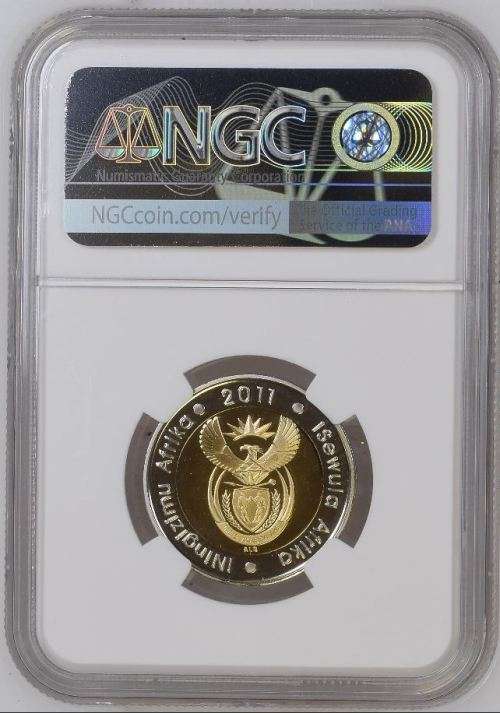 NGC
Numismatic Guaranty Corporation
NGCcoin.com/verify
The Official Grading
Service of the ANA
iNingizimu Afrika • 2011 • iSewula Afrika •
ALS